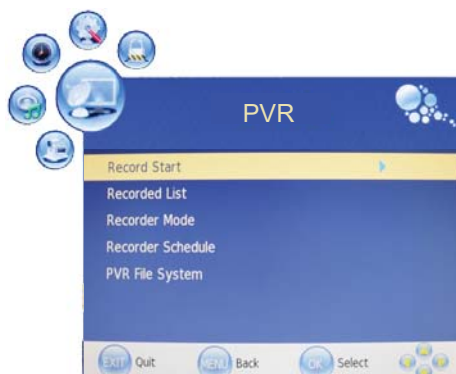 PVR
Record Start
Recorded List
Recorder Mode
Recorder Schedule
PVR File System
EXIT Quit MENU Back OK Select